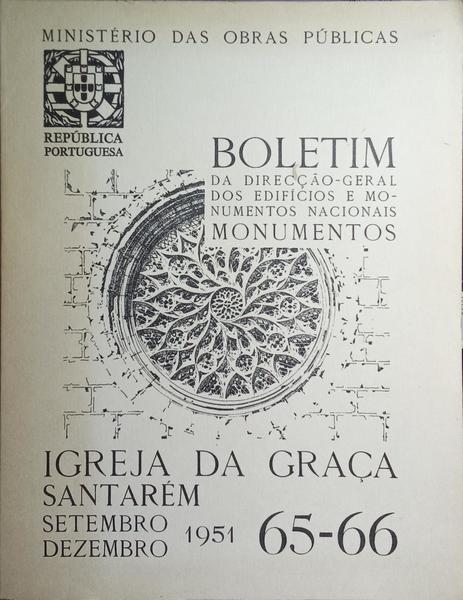 MINISTÉRIO DAS OBRAS PÚBLICAS
REPÚBLICA
PORTUGUESA
BOLETIM
DA DIRECÇÃO-GERAL
DOS EDIFÍCIOS E MO-
NUMENTOS NACIONAIS
MONUMENTOS
IGREJA DA GRAÇA
SANTARÉM
SETEMBRO
DEZEMBRO
1951
65-66